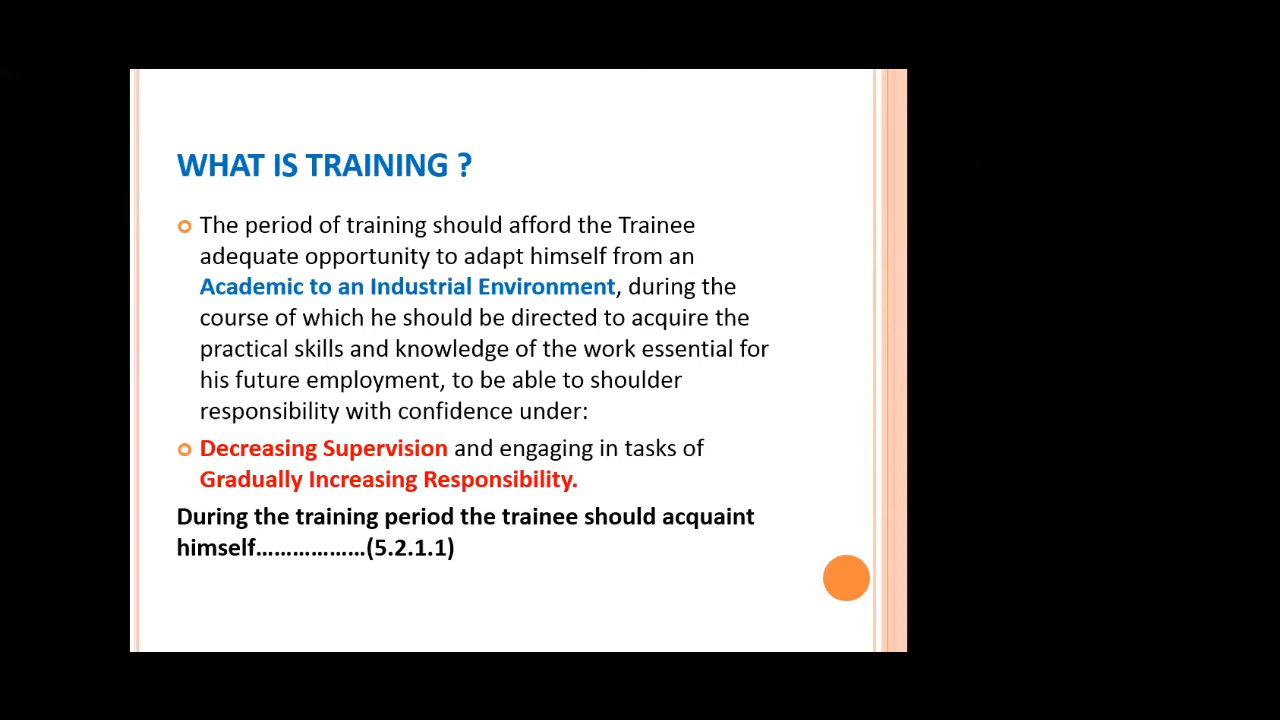 WHAT IS TRAINING ?
The period of training should afford the Trainee
adequate opportunity to adapt himself from an
Academic to an Industrial Environment, during the
course of which he should be directed to acquire the
practical skills and knowledge of the work essential for
his future employment, to be able to shoulder
responsibility with confidence under:
Decreasing Supervision and engaging in tasks of
Gradually Increasing Responsibility.
During the training period the trainee should acquaint
himself………………(5.2.1.1)